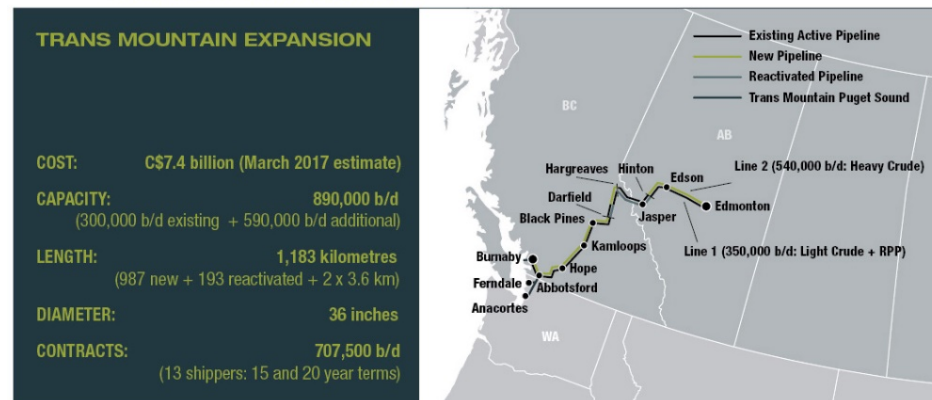 TRANS MOUNTAIN EXPANSION
COST: C$7.4 billion (March 2017 estimate)
CAPACITY: 890,000 b/d
(300,000 b/d existing + 590,000 b/d additional)
LENGTH: 1,183 kilometres
(987 new + 193 reactivated + 2 x 3.6 km)
DIAMETER: 36 inches
CONTRACTS: 707,500 b/d
(13 shippers: 15 and 20 year terms)
Existing Active Pipeline
New Pipeline
Reactivated Pipeline
Trans Mountain Puget Sound
BC
AB
Hargreaves
Hinton
Edson
Line 2 (540,000 b/d: Heavy Crude)
Darfield
Jasper
Edmonton
Black Pines
Kamloops
Line 1 (350,000 b/d: Light Crude + RPP)
Burnaby
Hope
Ferndale
Abbotsford
Anacortes
WA